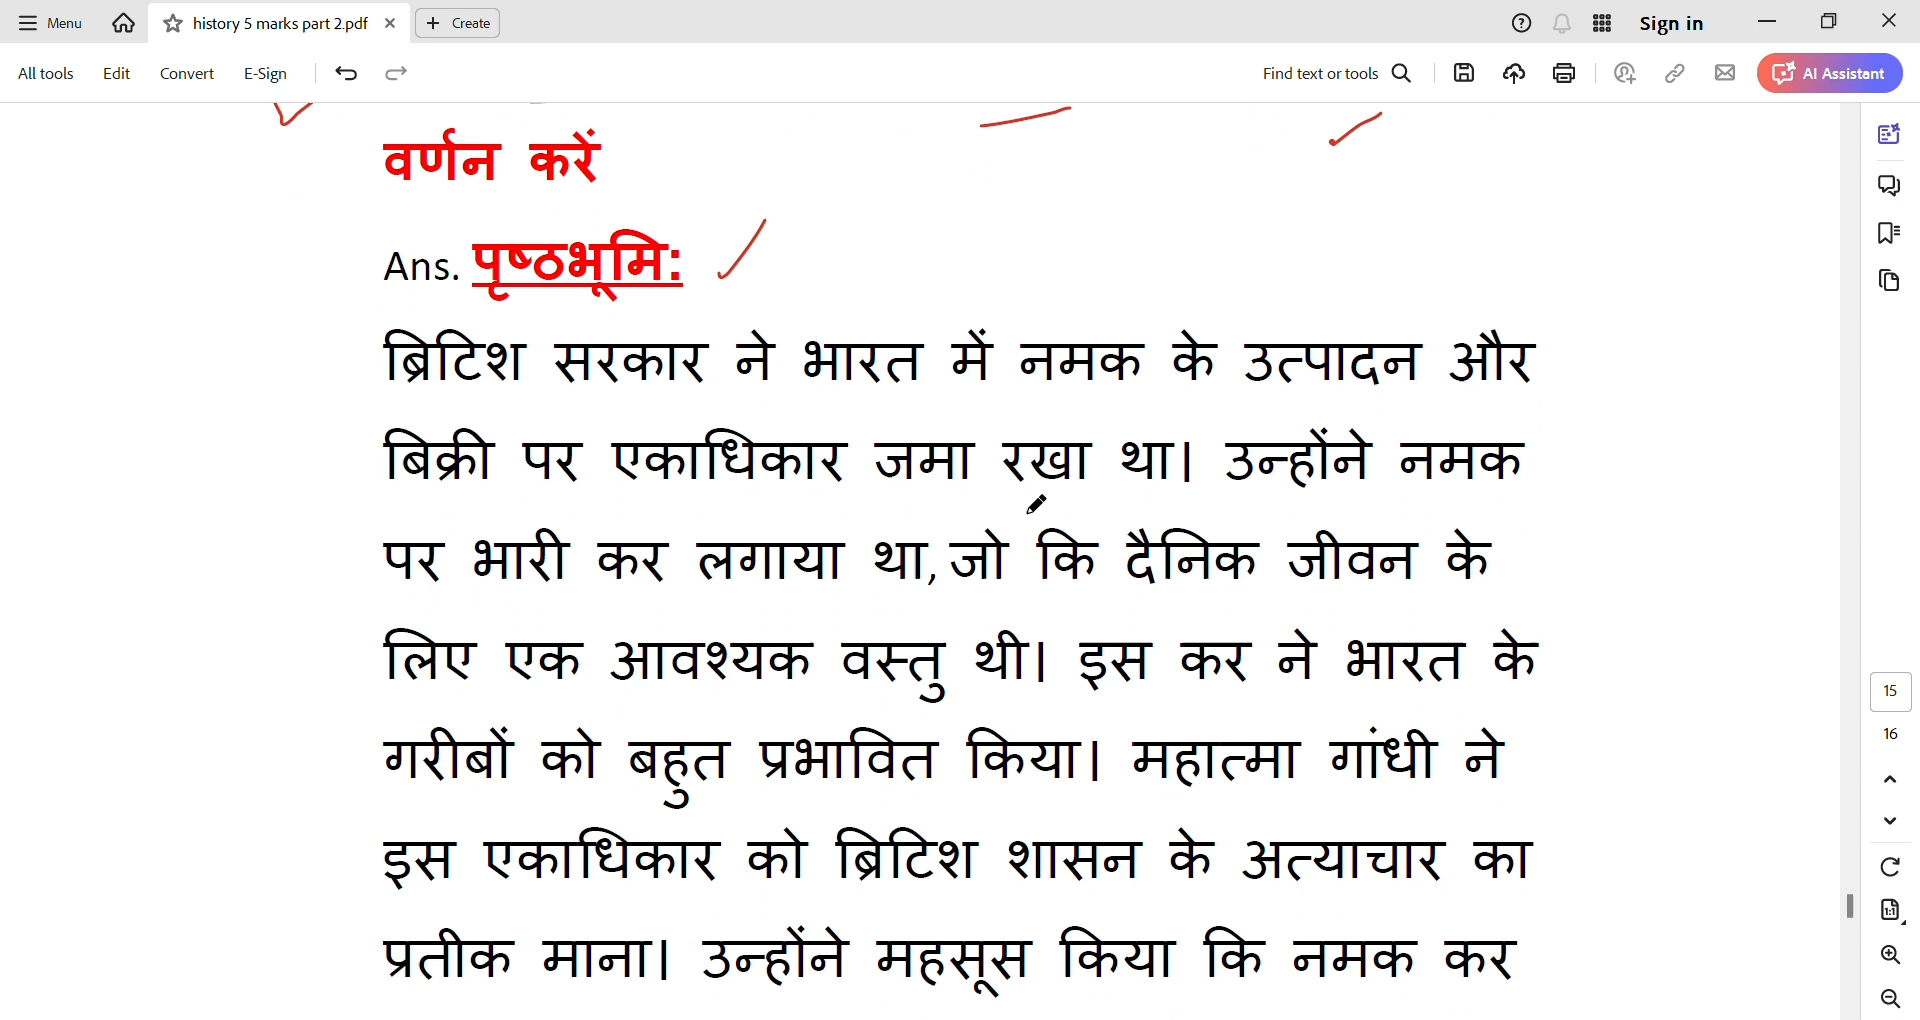 Menu
history 5 marks part 2.pdf
Create
Sign in
All tools
Edit
Convert
E-Sign
Find text or tools
AI Assistant
वर्णन करें
Ans. पृष्ठभूमि:
ब्रिटिश सरकार ने भारत में नमक के उत्पादन और
बिक्री पर एकाधिकार जमा रखा था। उन्होंने नमक
पर भारी कर लगाया था, जो कि दैनिक जीवन के
लिए एक आवश्यक वस्तु थी। इस कर ने भारत के
गरीबों को बहुत प्रभावित किया। महात्मा गांधी ने
इस एकाधिकार को ब्रिटिश शासन के अत्याचार का
प्रतीक माना। उन्होंने महसूस किया कि नमक कर
15
16